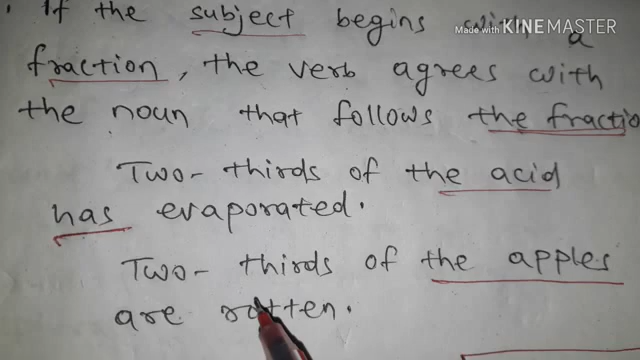 Made with KINEMASTER
If the subject begins with a
fraction, the verb agrees with
the noun that follows the fractio
Two-thirds of the acid
has evaporated.
Two-thirds of the apples
are rotten.